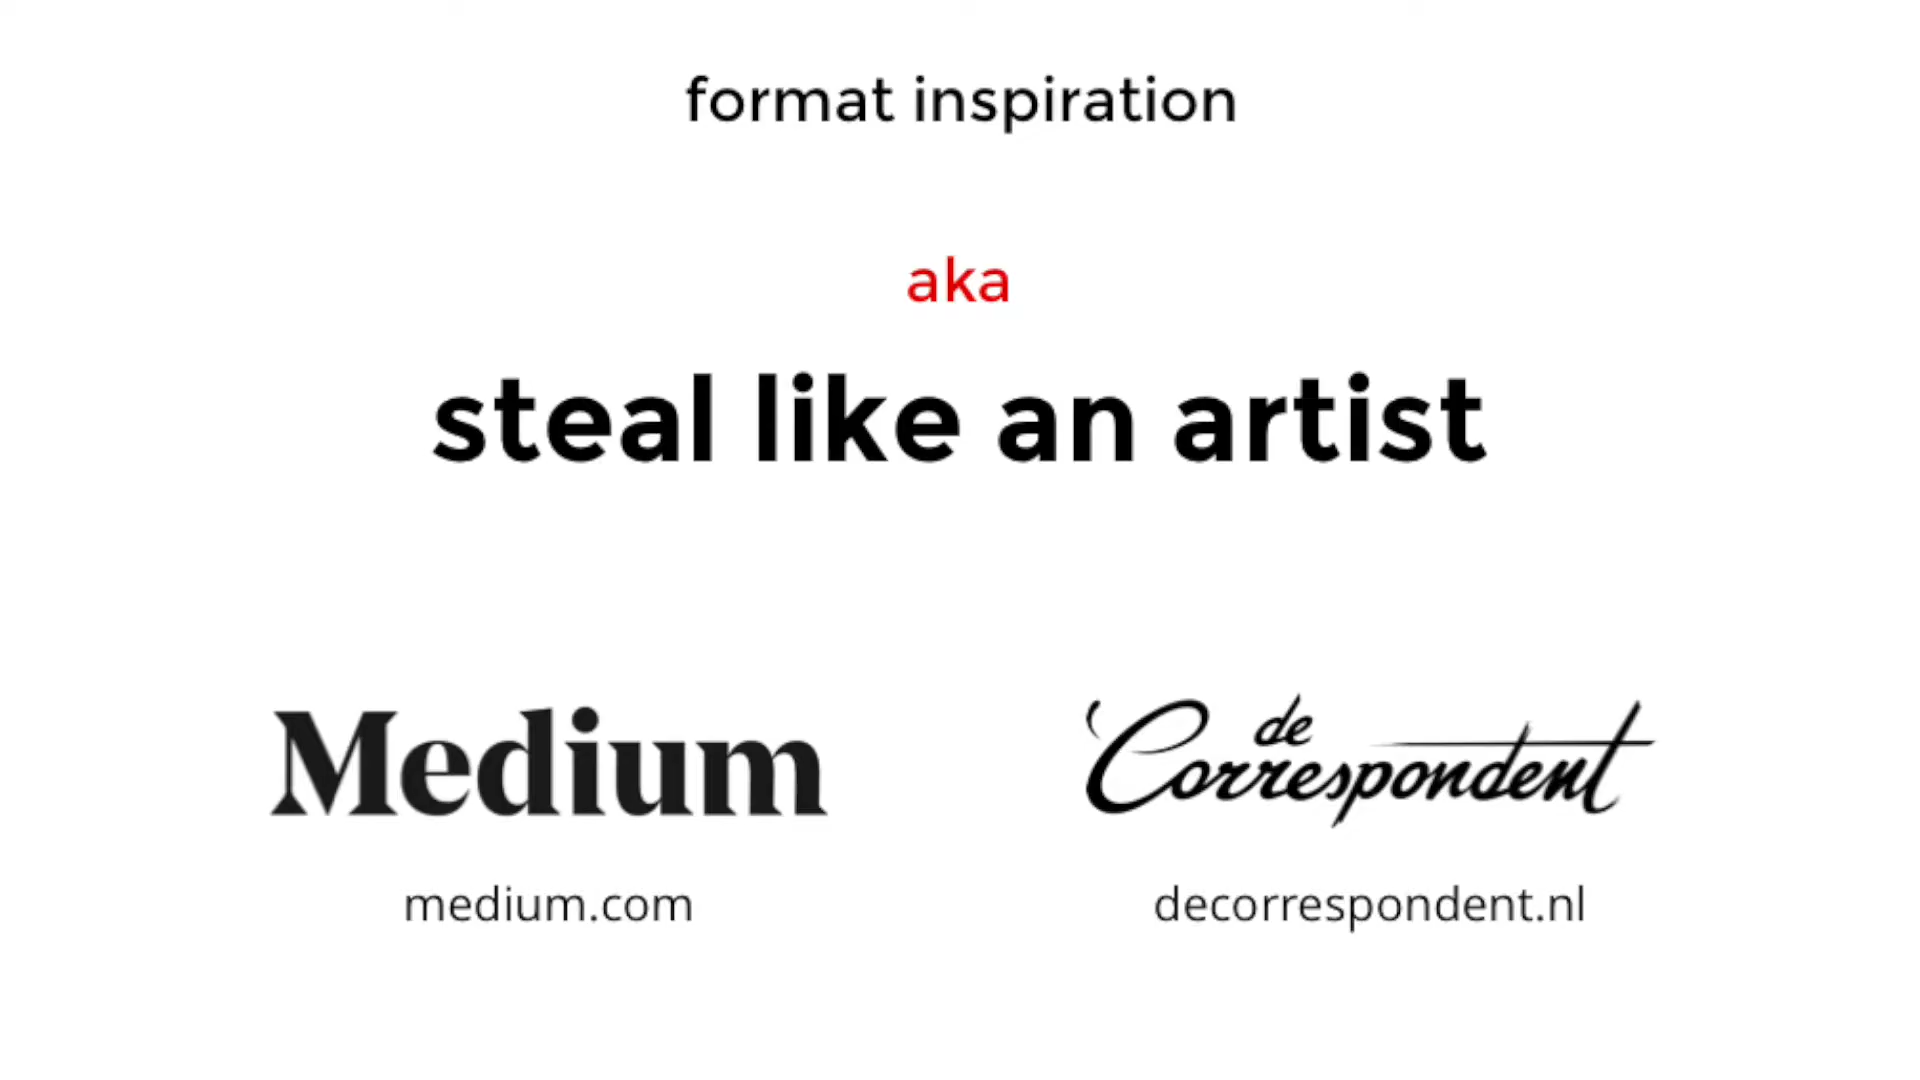 format inspiration
aka
steal like an artist
Medium
de
Correspondent
medium.com
decorrespondent.nl